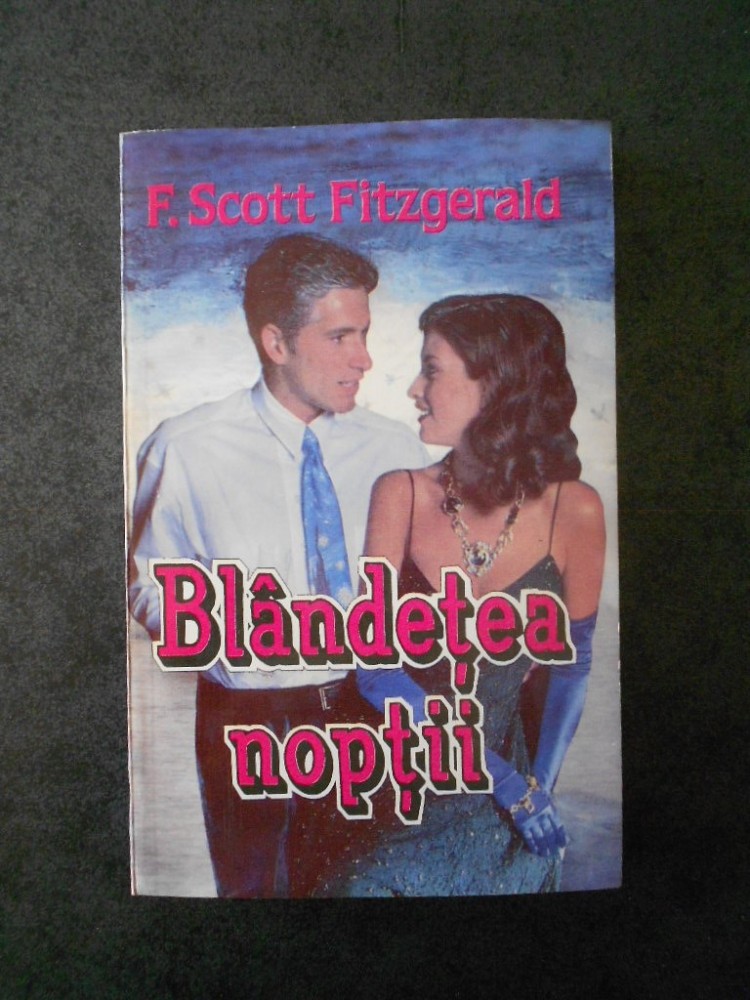 F. Scott Fitzgerald
Blândețea
nopții